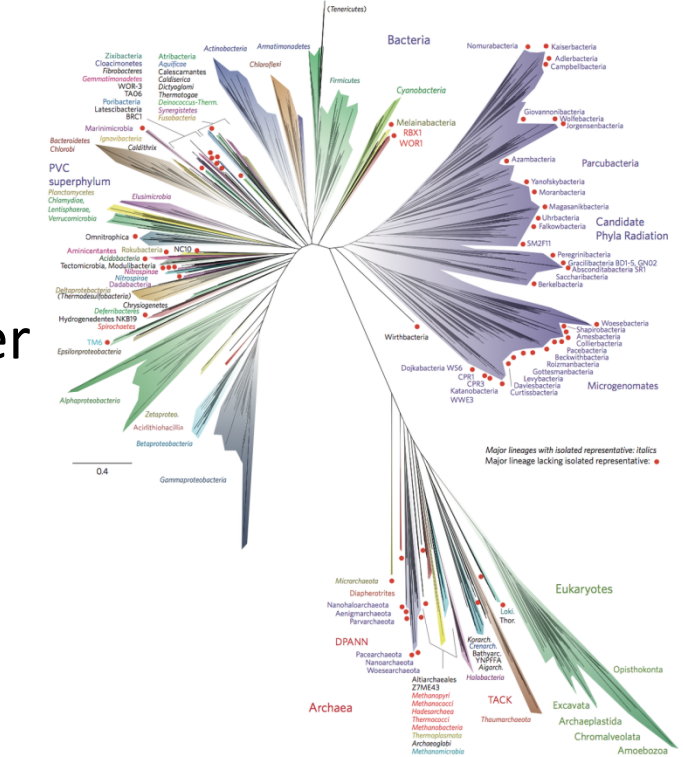 (Tenericutes)
Bacteria
Zixibacteria
Cloacimonetes
Fibrobacteres
Gemmatimonadetes
WOR-3
TA06
Poribacteria
Latescibacteria
BRC1
Atribacteria
Aquificae
Calescamantes
Caldiserica
Dictyoglomi
Thermotogae
Deinococcus-Therm.
Synergistetes
Fusobacteria
Actinobacteria
Armatimonadetes
Chloroflexi
Firmicutes
Cyanobacteria
Melainabacteria
RBX1
WOR1
Nomurabacteria
Kaiserbacteria
Adlerbacteria
Campbellbacteria
Giovannonibacteria
Wolfebacteria
Jorgensenbacteria
Azambacteria
Parcubacteria
Yanofskybacteria
Moranbacteria
Magasanikbacteria
Uhrbacteria
Falkowbacteria
Candidate
Phyla Radiation
SM2F11
Peregrinibacteria
Gracilibacteria BD1-5, GN02
Absconditabacteria SR1
Saccharibacteria
Berkelbacteria
Marinimicrobia
Bacteroidetes
Chlorobi
Ignavibacteria
Caldithrix
PVC
superphylum
Planctomycetes
Chlamydiae,
Lentisphaerae,
Verrucomicrobia
Elusimicrobia
Omnitrophica
Aminicenantes
Rokubacteria
NC10
Acidobacteria
Tectomicrobia, Modulibacteria
Nitrospinae
Nitrospirae
Dadabacteria
Deltaproteobacteria
(Thermodesulfobacteria)
Chrysiogenetes
Deferribacteres
Hydrogenedentes NKB19
Spirochaetes
er
TM6
Epsilonproteobacteria
Alphaproteobacteria
Zetaproteo.
Acidithiobacillia
Betaproteobacteria
Gammaproteobacteria
0.4
Wirthbacteria
Woesebacteria
Shapirobacteria
Amesbacteria
Collierbacteria
Pacebacteria
Beckwithbacteria
Roizmanbacteria
Gottesmanbacteria
Levybacteria
Daviesbacteria
Curtissbacteria
Microgenomates
Dojkabacteria WS6
CPR1
CPR3
Katanobacteria
WWE3
Major lineages with isolated representative: italics
Major lineage lacking isolated representative:
Micrarchaeota
Diapherotrites
Nanohaloarchaeota
Aenigmarchaeota
Parvarchaeota
DPANN
Pacearchaeota
Nanoarchaeota
Woesearchaeota
Archaea
Altiarchaeales
Z7ME43
Methanopyri
Methanococci
Hadesarchaea
Thermococci
Methanobacteria
Thermoplasmata
Archaeoglobi
Methanomicrobia
Halobacteria
Korarch.
Crenarch.
Bathyarc.
YNPFFA
Aigarch.
TACK
Thaumarchaeota
Loki.
Thor.
Eukaryotes
Opisthokonta
Excavata
Archaeplastida
Chromalveolata
Amoebozoa